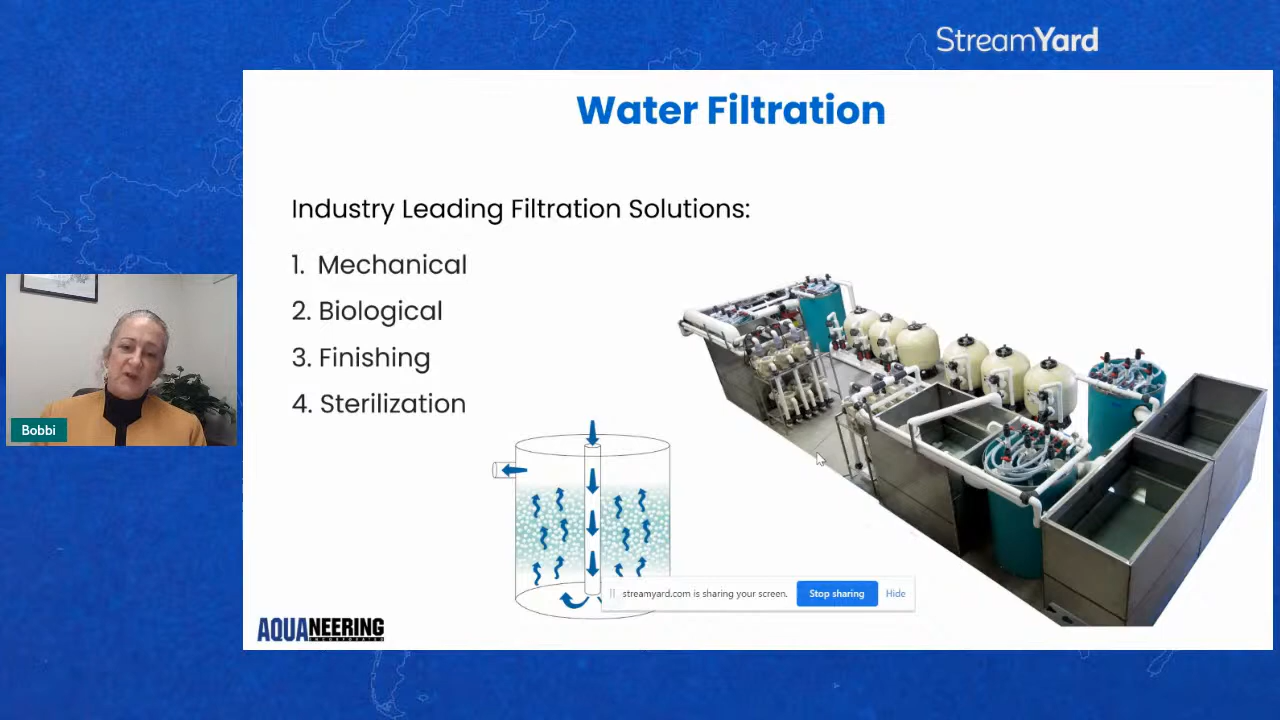 StreamYard
Water Filtration
Industry Leading Filtration Solutions:
1. Mechanical
2. Biological
3. Finishing
4. Sterilization
Bobbi
streamyard.com is sharing your screen.
Stop sharing
Hide
AQUANEERING
INCORPORATED